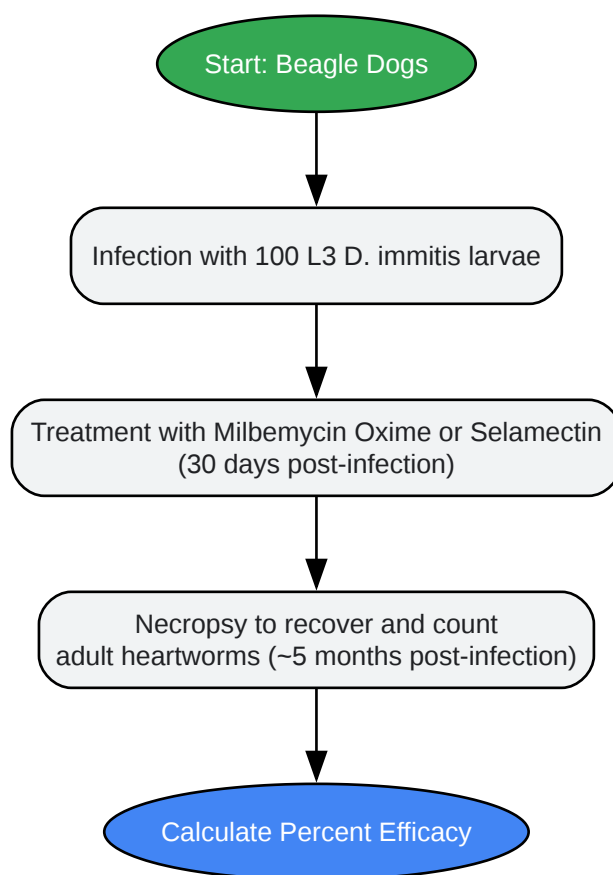 Start: Beagle Dogs
Infection with 100 L3 D. immitis larvae
Treatment with Milbemycin Oxime or Selamectin
(30 days post-infection)
Necropsy to recover and count
adult heartworms (~5 months post-infection)
Calculate Percent Efficacy